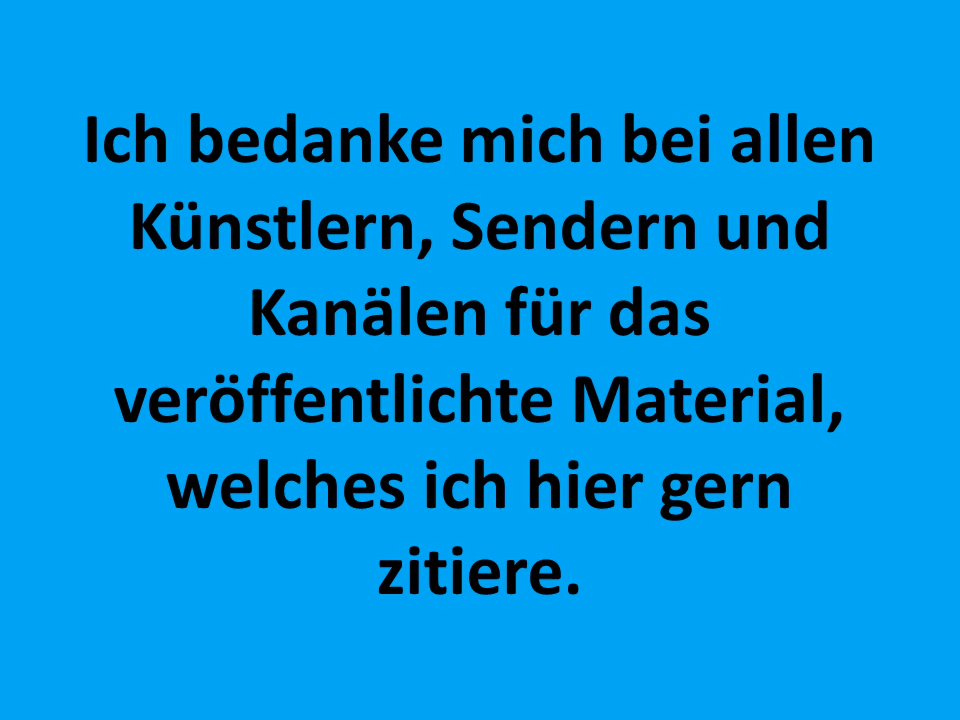 Ich bedanke mich bei allen
Künstlern, Sendern und
Kanälen für das
veröffentlichte Material,
welches ich hier gern
zitiere.